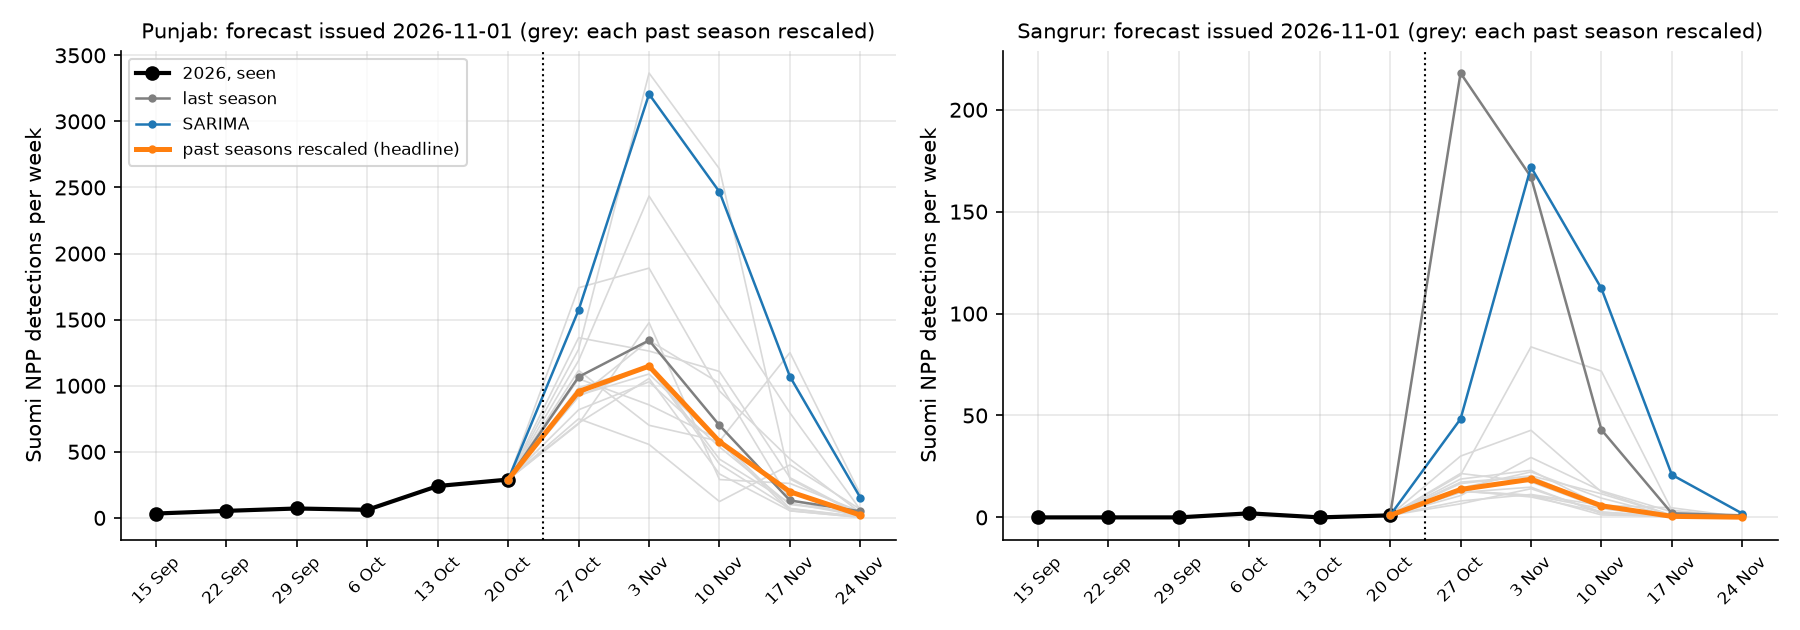 Punjab: forecast issued 2026-11-01 (grey: each past season rescaled)
Suomi NPP detections per week
3500
3000
2500
2000
1500
1000
500
0
2026, seen
last season
SARIMA
past seasons rescaled (headline)
15 Sep
22 Sep
29 Sep
6 Oct
13 Oct
20 Oct
27 Oct
3 Nov
10 Nov
17 Nov
24 Nov
Sangrur: forecast issued 2026-11-01 (grey: each past season rescaled)
Suomi NPP detections per week
200
150
100
50
0
15 Sep
22 Sep
29 Sep
6 Oct
13 Oct
20 Oct
27 Oct
3 Nov
10 Nov
17 Nov
24 Nov